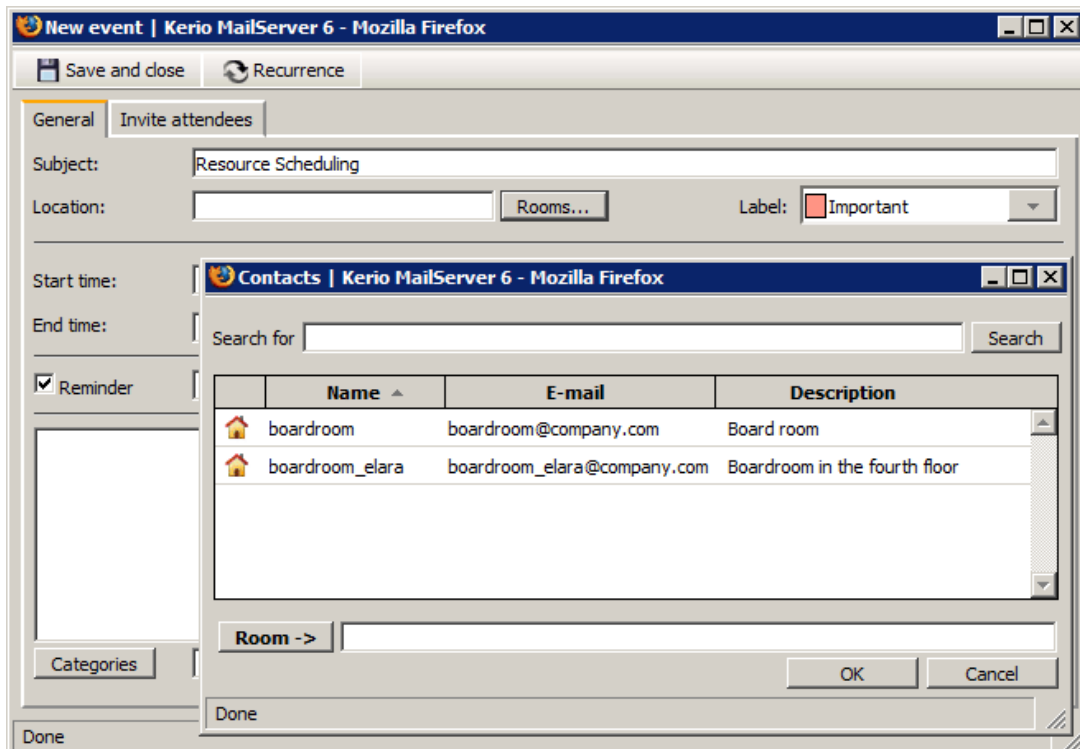 New event | Kerio MailServer 6 - Mozilla Firefox
Save and close Recurrence
General Invite attendees
Subject: Resource Scheduling
Location: Rooms... Label: Important
Start time:
End time:
Reminder
Categories
Done
Contacts | Kerio MailServer 6 - Mozilla Firefox
Search for Search
Name E-mail Description
boardroom boardroom@company.com Board room
boardroom_elara boardroom_elara@company.com Boardroom in the fourth floor
Room ->
OK Cancel
Done